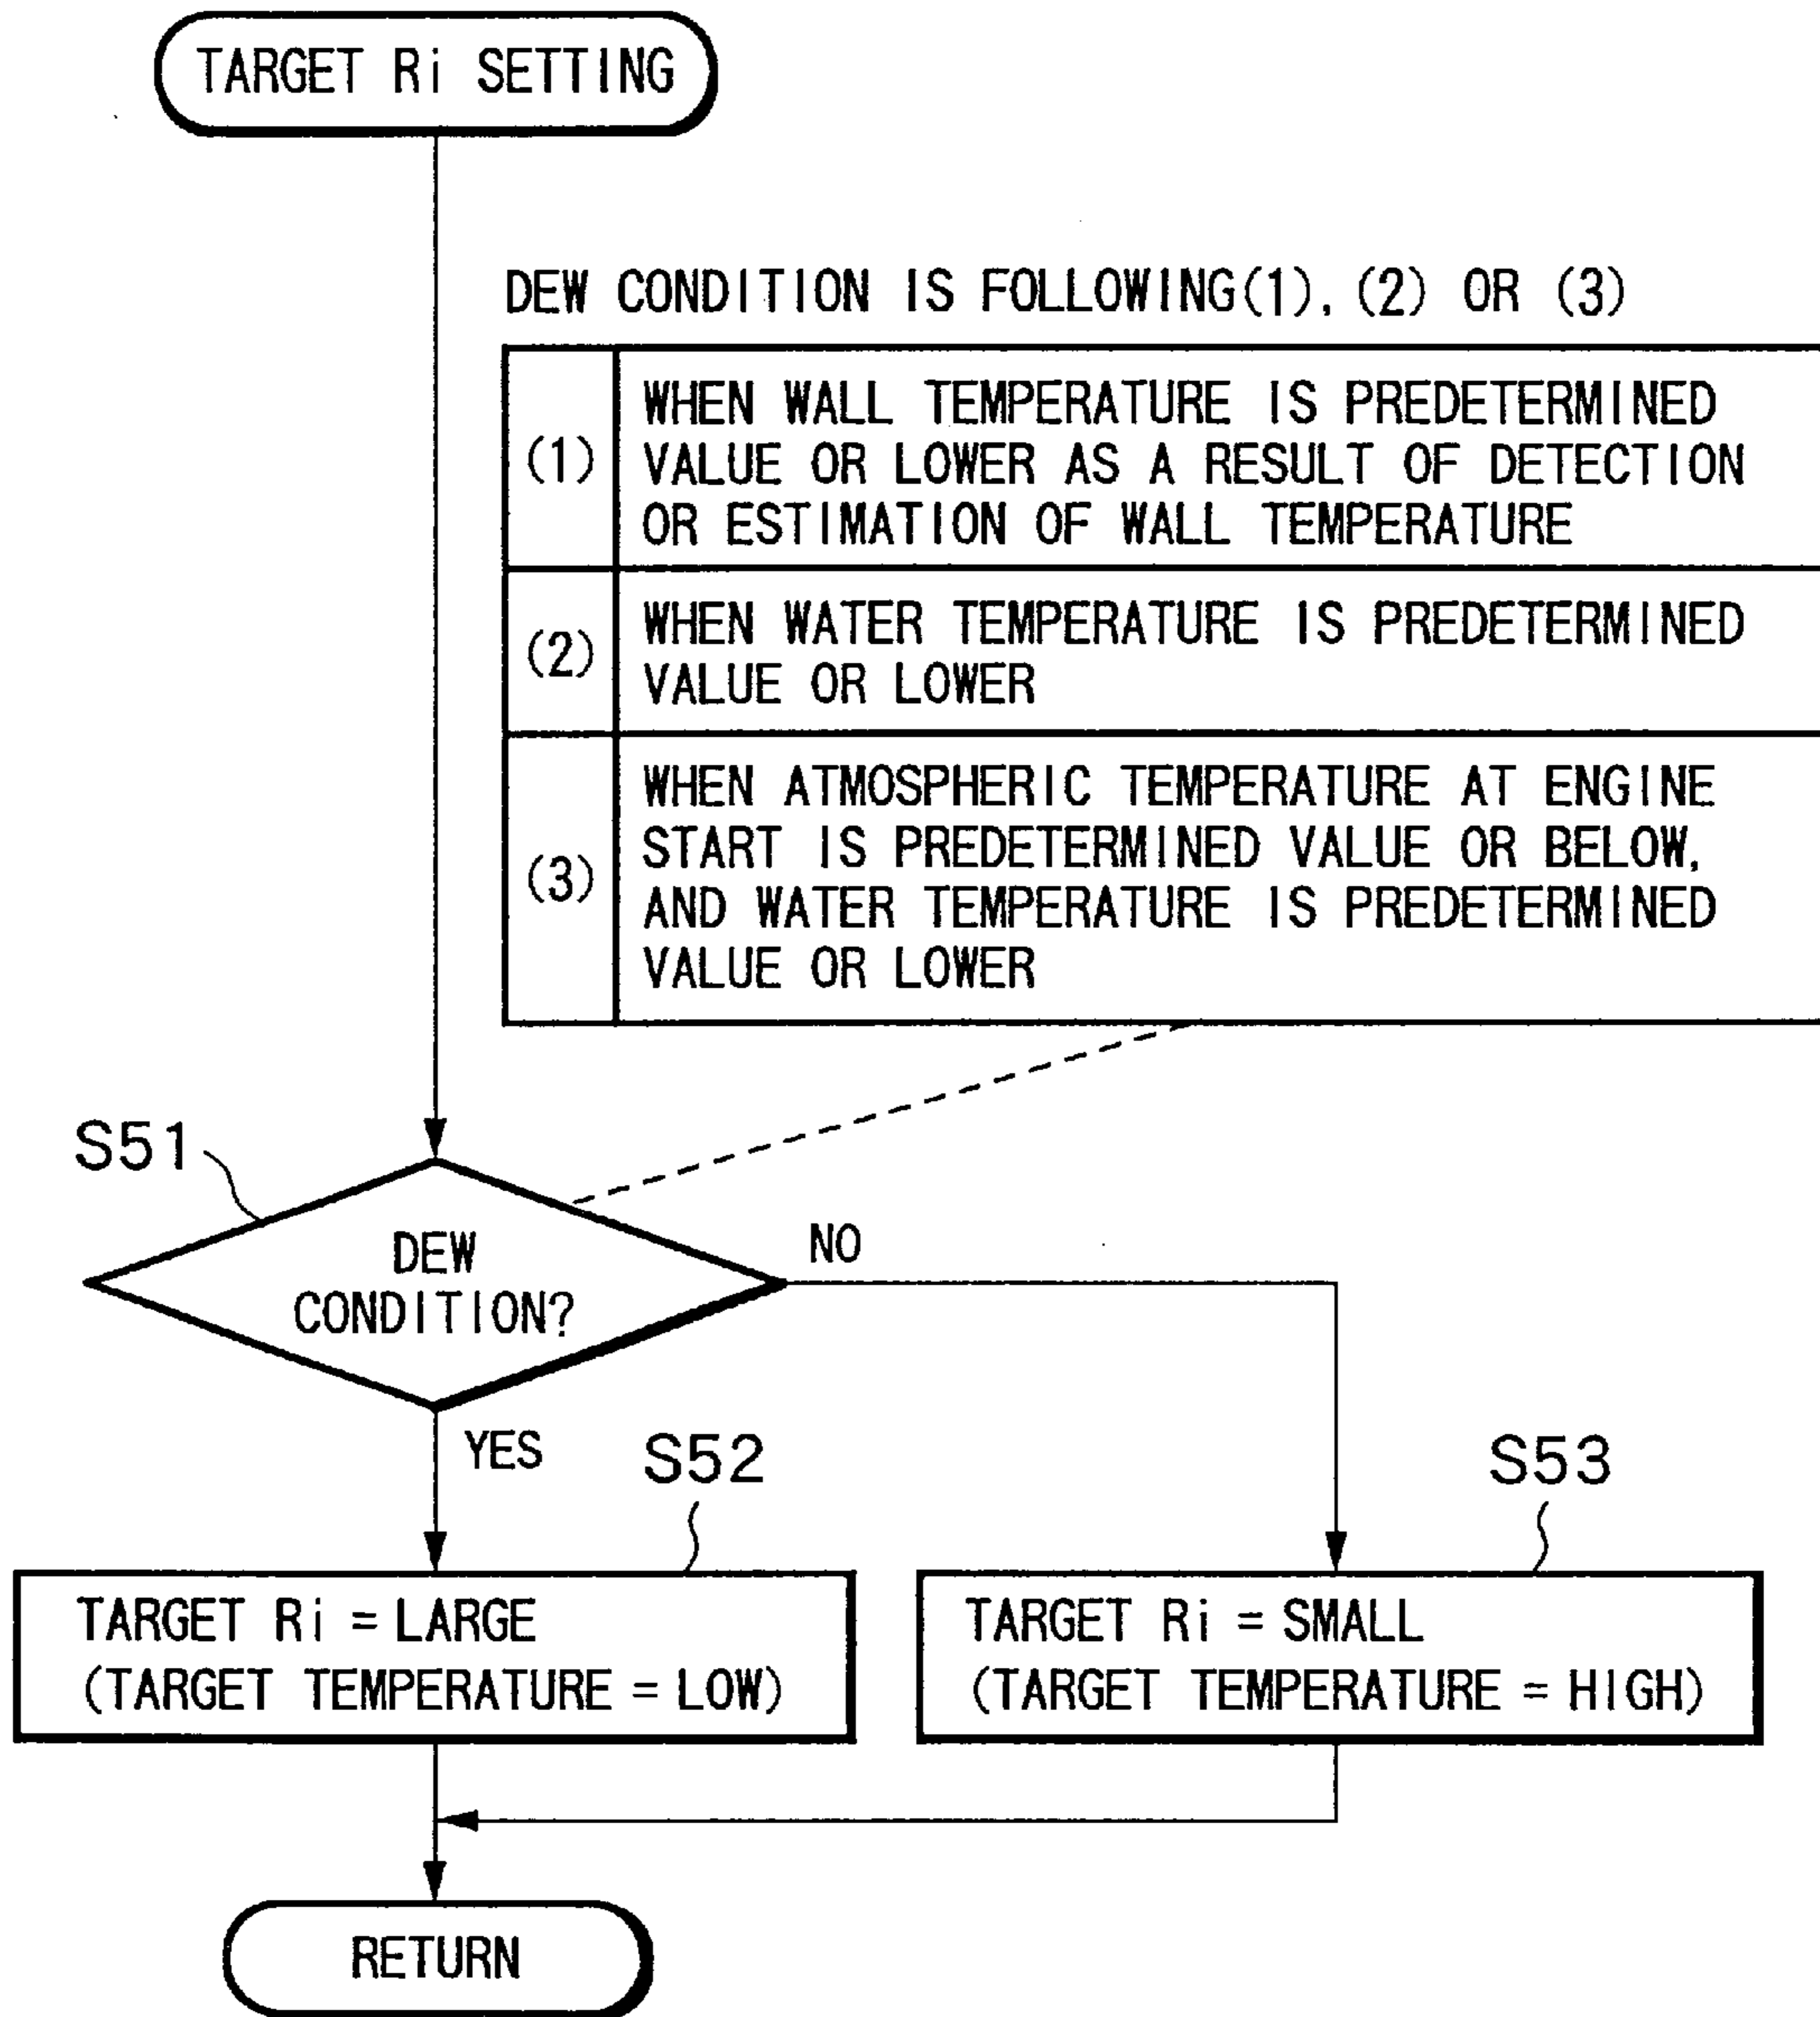 TARGET Ri SETTING
DEW CONDITION IS FOLLOWING(1), (2) OR (3)
(1)
WHEN WALL TEMPERATURE IS PREDETERMINED
VALUE OR LOWER AS A RESULT OF DETECTION
OR ESTIMATION OF WALL TEMPERATURE
(2)
WHEN WATER TEMPERATURE IS PREDETERMINED
VALUE OR LOWER
(3)
WHEN ATMOSPHERIC TEMPERATURE AT ENGINE
START IS PREDETERMINED VALUE OR BELOW,
AND WATER TEMPERATURE IS PREDETERMINED
VALUE OR LOWER
S51
DEW
CONDITION?
NO
YES
S52
S53
TARGET Ri = LARGE
(TARGET TEMPERATURE = LOW)
TARGET Ri = SMALL
(TARGET TEMPERATURE = HIGH)
RETURN